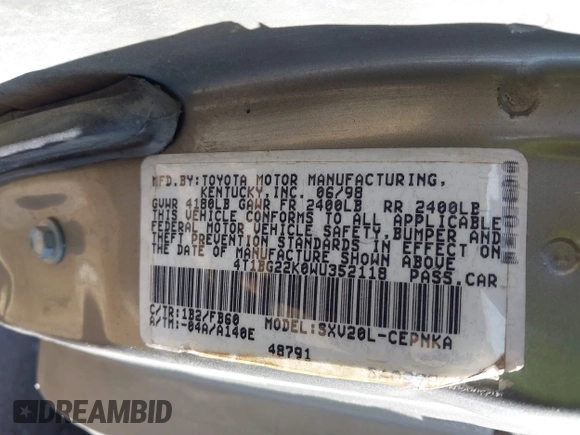 MFD.BY:TOYOTA MOTOR MANUFACTURING,
KENTUCKY,INC. 06/98
GVWR 4180LB GAWR FR 2400LB RR 2400LB
THIS VEHICLE CONFORMS TO ALL APPLICABLE
FEDERAL MOTOR VEHICLE SAFETY, BUMPER, AND
THEFT PREVENTION STANDARDS IN EFFECT ON
THE DATE OF MANUFACTURE SHOWN ABOVE
4T1BG22K0WU352118 PASS.CAR
C/TR:1B2/FB60 MODEL:SXV20L-CEPNKA
A/TM:-04A/A140E
48791
DREAMBID